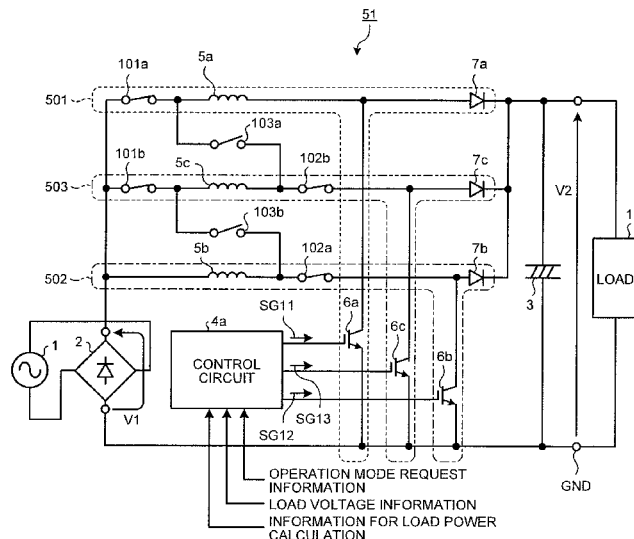 51
101a
5a
7a
501
103a
101b
5c
102b
7c
503
103b
V2
5b
102a
7b
502
1
LOAD
3
4a
SG11
6a
6c
6b
1
2
CONTROL
CIRCUIT
V1
SG13
SG12
GND
OPERATION MODE REQUEST
INFORMATION
LOAD VOLTAGE INFORMATION
INFORMATION FOR LOAD POWER
CALCULATION